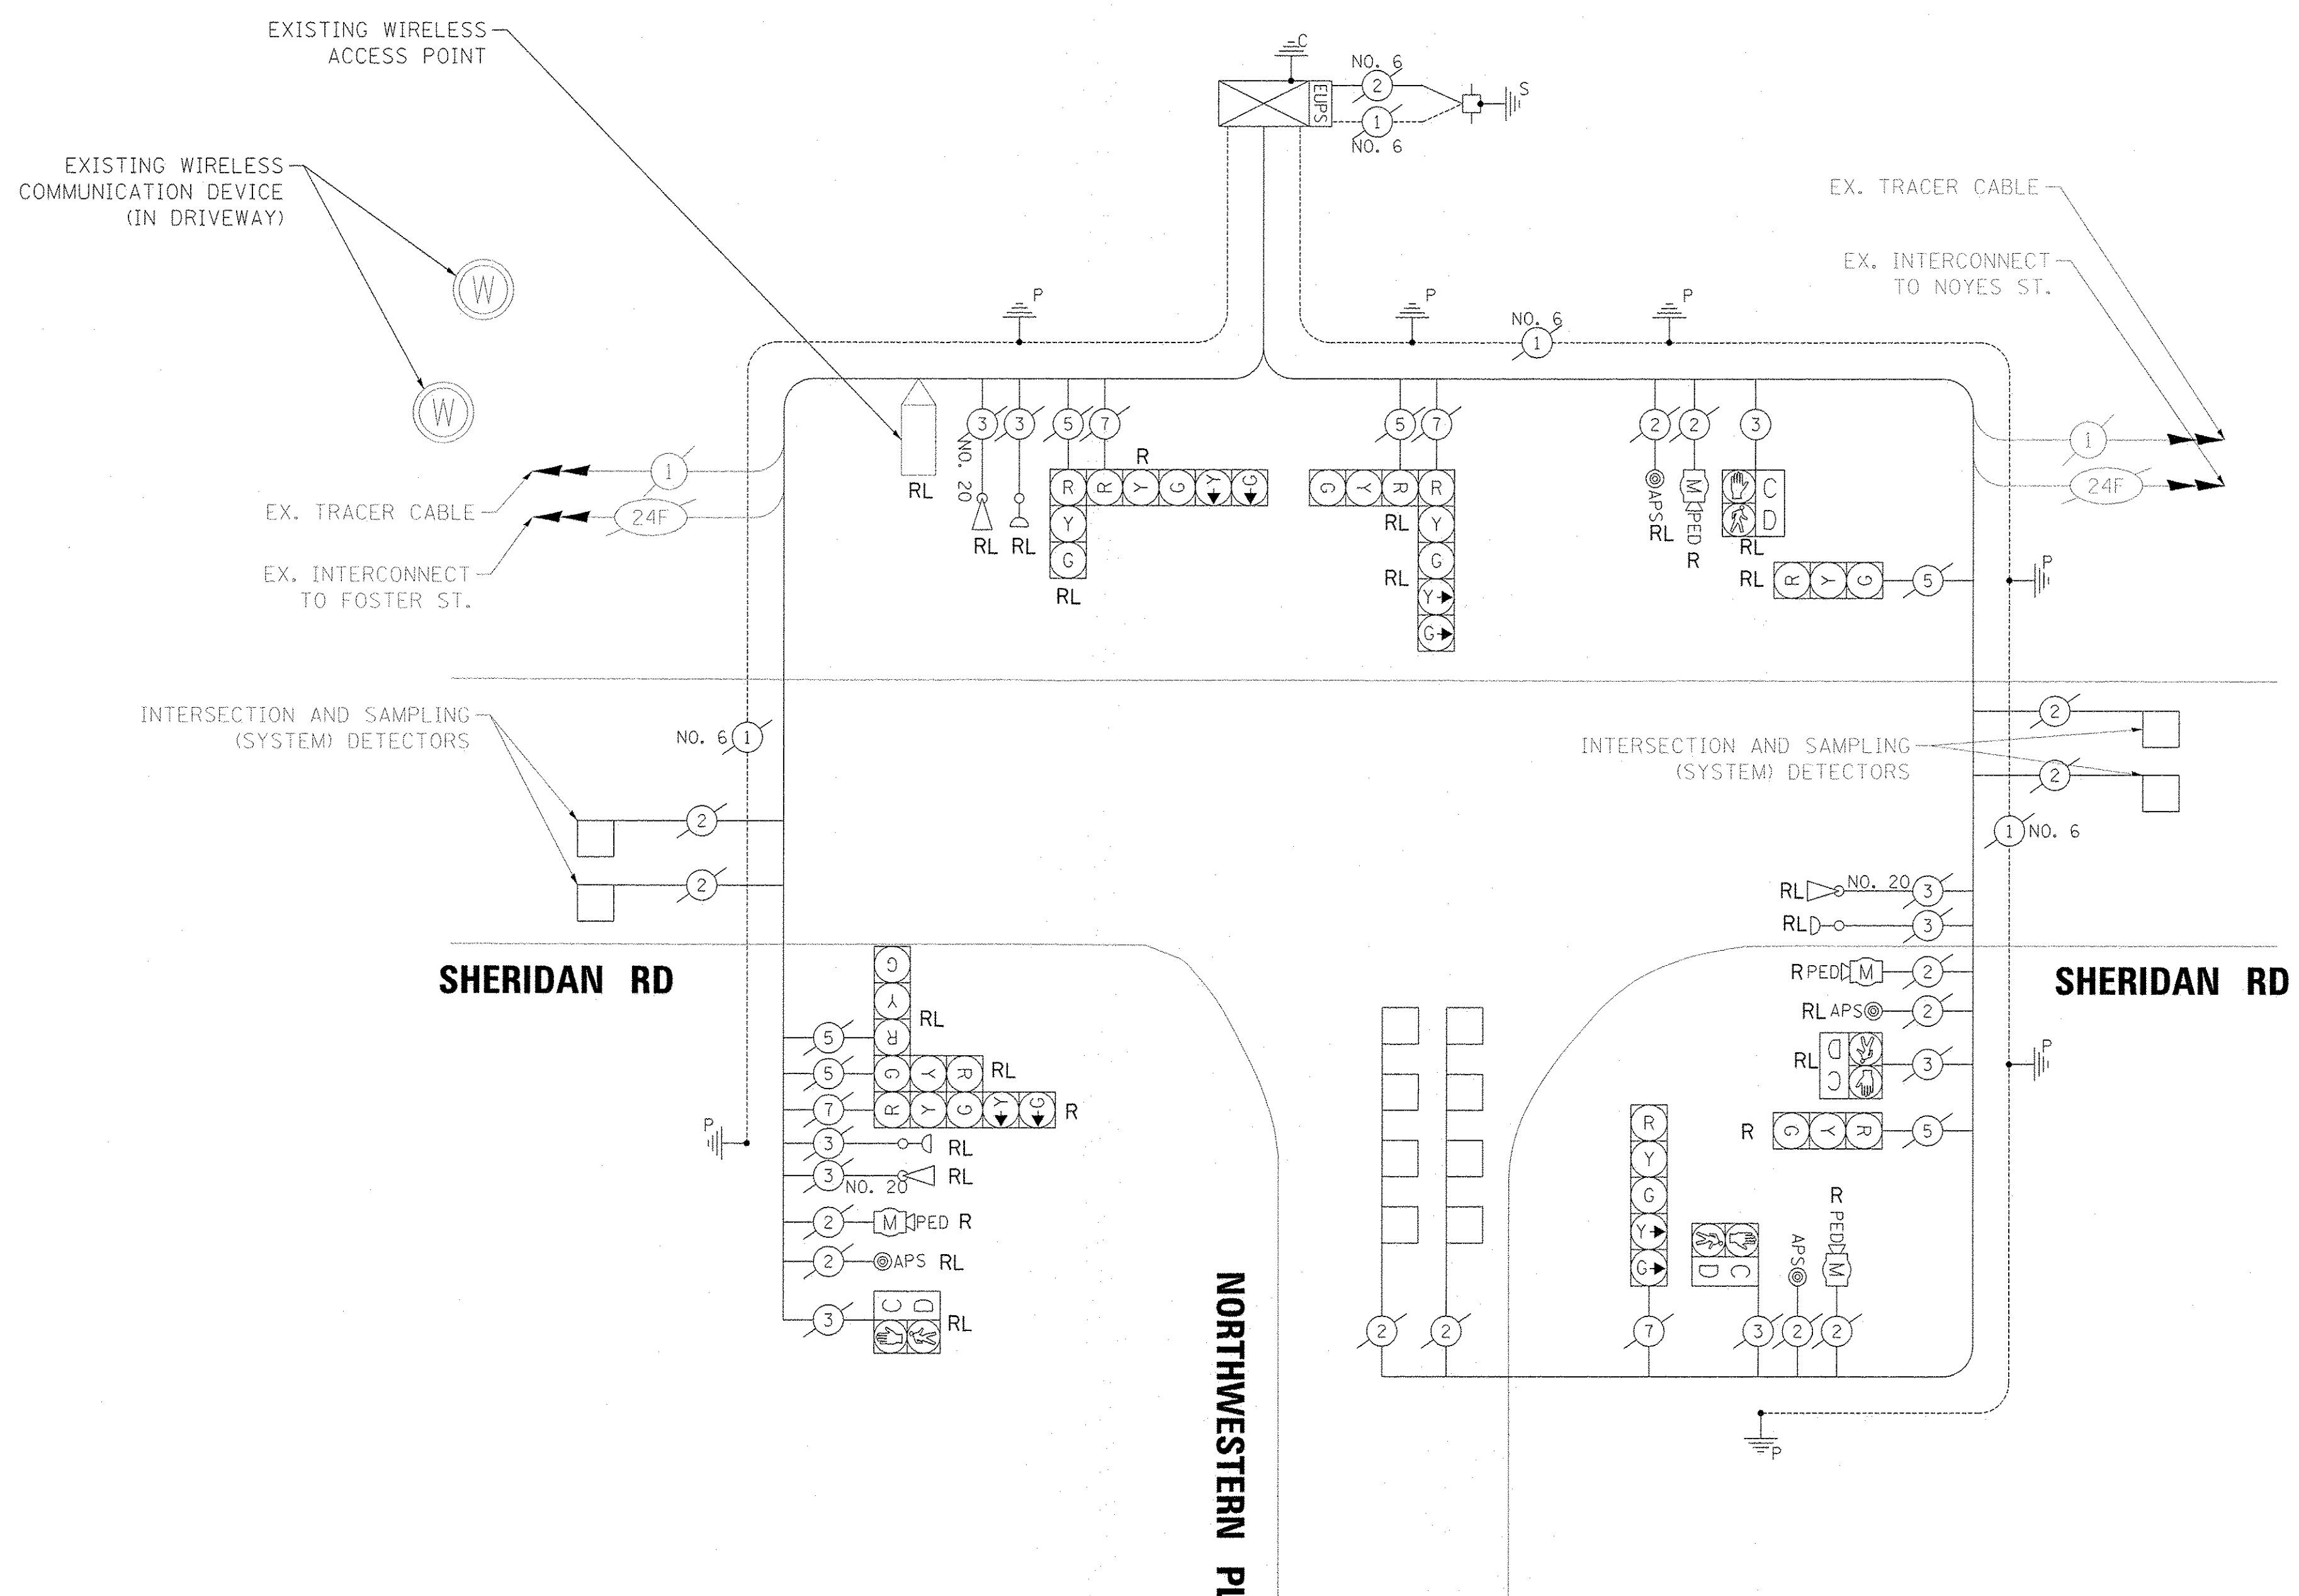 EXISTING WIRELESS
ACCESS POINT
C
NO. 6
2
EUPS
S
1
NO. 6
EXISTING WIRELESS
COMMUNICATION DEVICE
(IN DRIVEWAY)
W
W
EX. TRACER CABLE
EX. INTERCONNECT
TO NOYES ST.
P
P
NO. 6
1
P
3
3
5
7
5
7
2
2
3
NO. 20
1
24F
EX. TRACER CABLE
EX. INTERCONNECT
TO FOSTER ST.
1
24F
RL
RL
RL
R
R R Y G Y G
Y
G
RL
G Y R R
RL
Y
G
RL
Y
G
APS
RL
M
PED
R
C
D
RL
RL
R Y G
5
P
INTERSECTION AND SAMPLING
(SYSTEM) DETECTORS
NO. 6
1
2
2
INTERSECTION AND SAMPLING
(SYSTEM) DETECTORS
2
2
1
NO. 6
SHERIDAN RD
SHERIDAN RD
RL
NO. 20
3
RL
3
R PED M 2
RL APS 2
RL
D
C
3
P
R
G Y R
5
G
Y
R
RL
5
5
G Y R
RL
7
R Y G Y G
R
3
RL
3
NO. 20
RL
2
M PED R
2
APS RL
3
C D
RL
P
NORTHWESTERN
R
Y
G
Y
G
7
D C
3
APS
2
R
PED
M
2
2
2
P